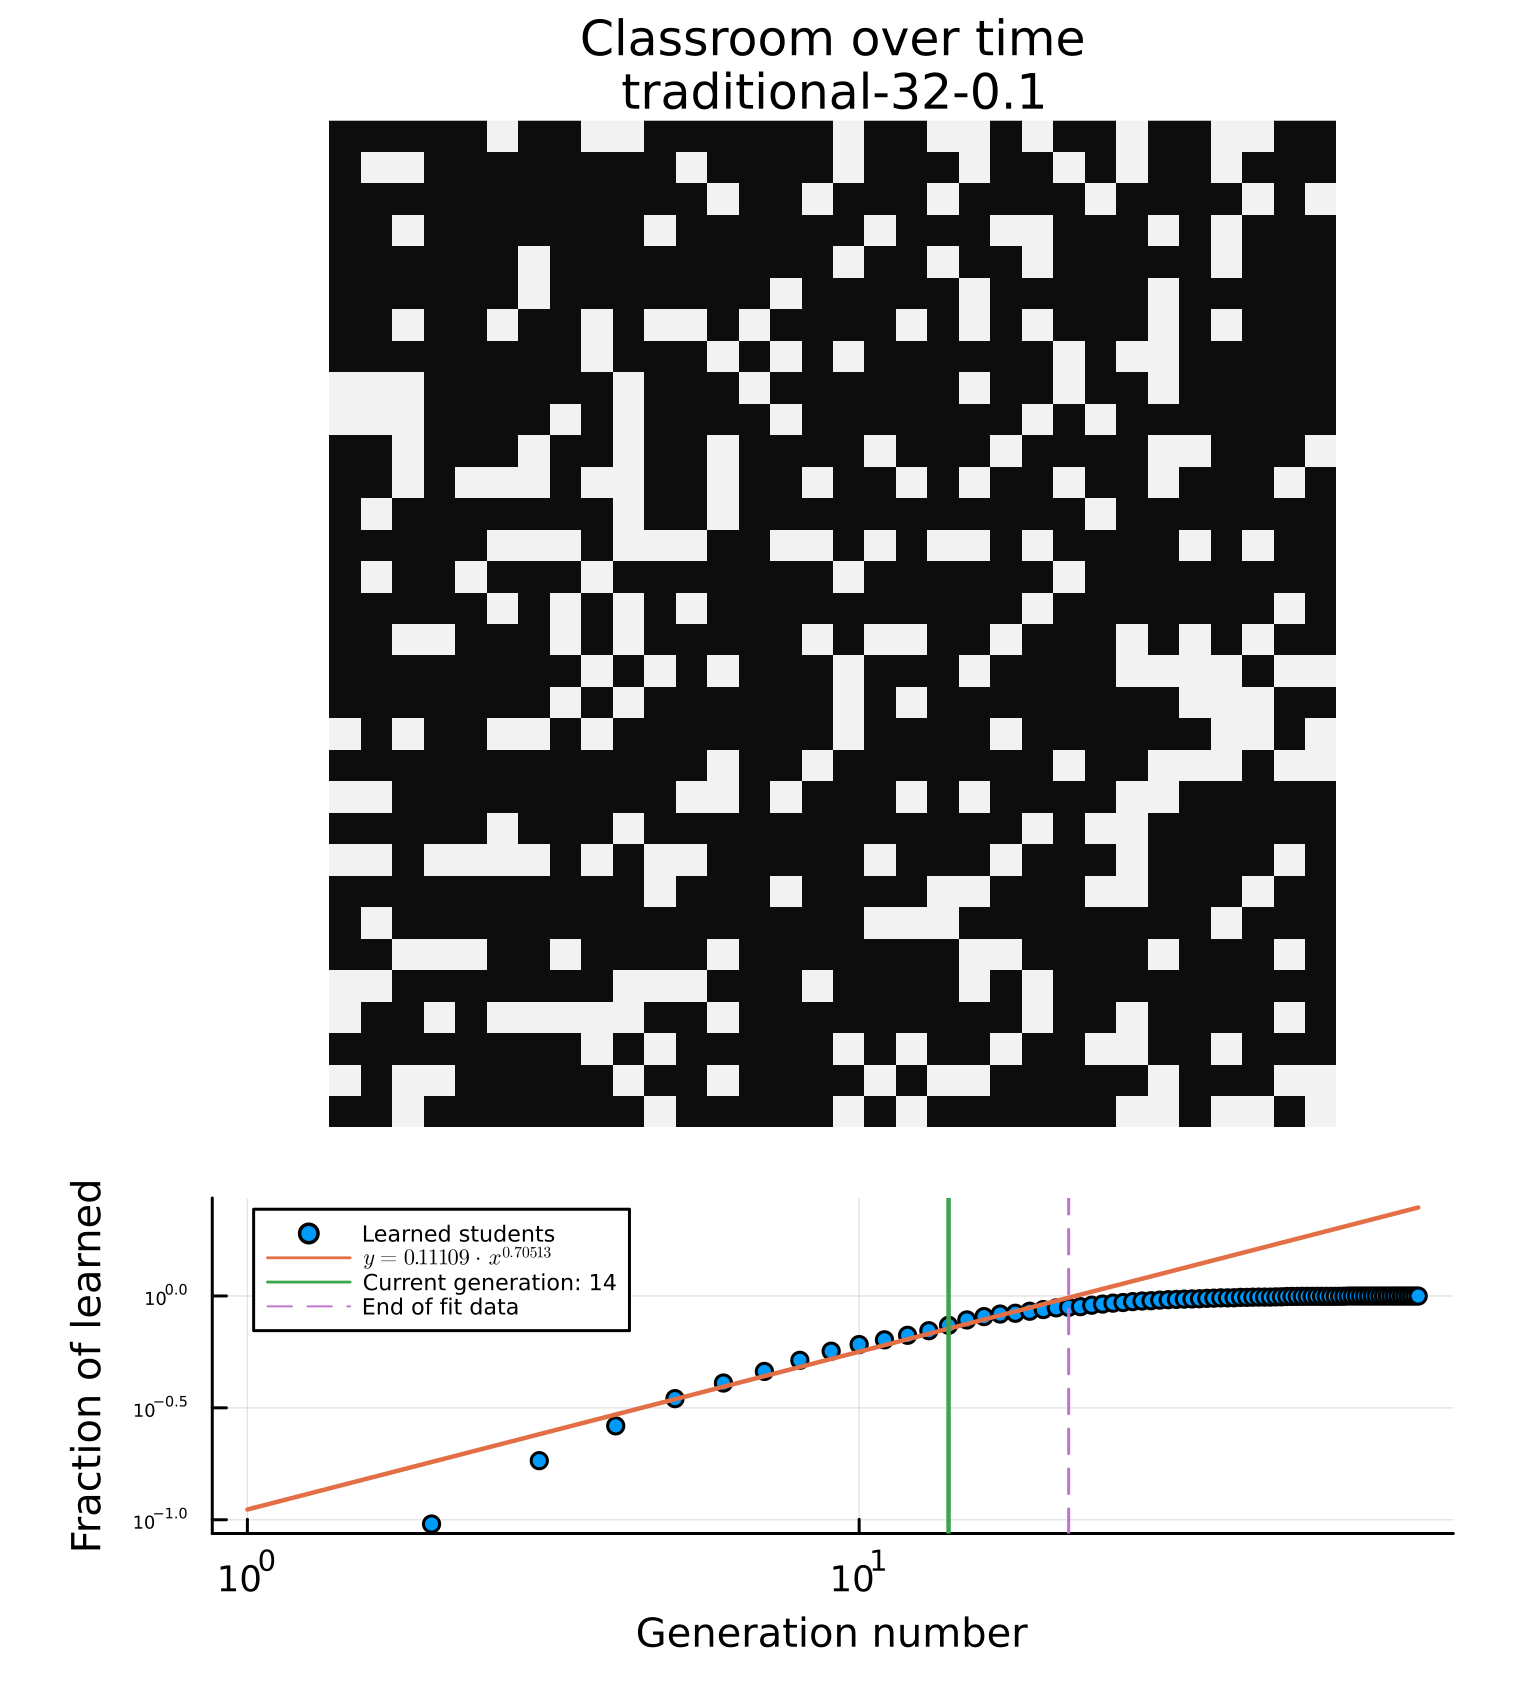 Classroom over time
traditional-32-0.1
Fraction of learned
Learned students
y = 0.11109 · x^0.70513
Current generation: 14
End of fit data
10^0.0
10^−0.5
10^−1.0
10^0
10^1
Generation number